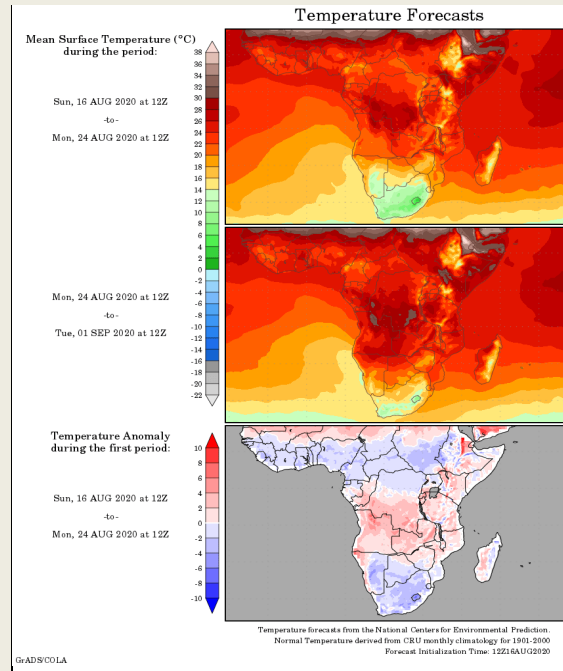 Temperature Forecasts
Mean Surface Temperature (°C)
during the period:
Sun, 16 AUG 2020 at 12Z
-to-
Mon, 24 AUG 2020 at 12Z
38
36
34
32
30
28
26
24
22
20
18
16
14
12
10
8
6
4
2
0
-2
-4
-6
-8
-10
-12
-14
-16
-18
-20
-22
Mon, 24 AUG 2020 at 12Z
-to-
Tue, 01 SEP 2020 at 12Z
Temperature Anomaly
during the first period:
Sun, 16 AUG 2020 at 12Z
-to-
Mon, 24 AUG 2020 at 12Z
10
8
6
4
2
0
-2
-4
-6
-8
-10
Temperature forecasts from the National Centers for Environmental Prediction.
Normal Temperature derived from CRU monthly climatology for 1901-2000
Forecast Initialization Time: 12Z16AUG2020
GrADS/COLA